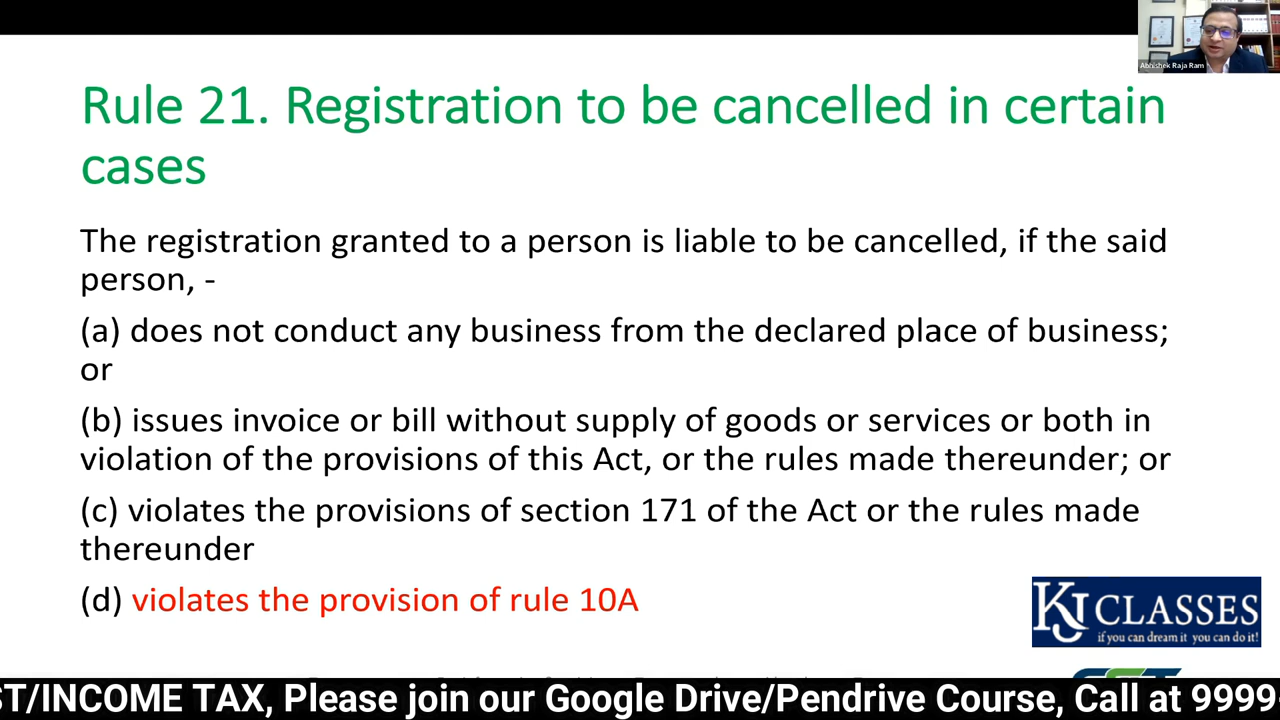 Abhishek Raja Ram
Rule 21. Registration to be cancelled in certain
cases
The registration granted to a person is liable to be cancelled, if the said
person, -
(a) does not conduct any business from the declared place of business;
or
(b) issues invoice or bill without supply of goods or services or both in
violation of the provisions of this Act, or the rules made thereunder; or
(c) violates the provisions of section 171 of the Act or the rules made
thereunder
(d) violates the provision of rule 10A
KJ CLASSES
if you can dream it you can do it!
ST/INCOME TAX, Please join our Google Drive/Pendrive Course, Call at 9999